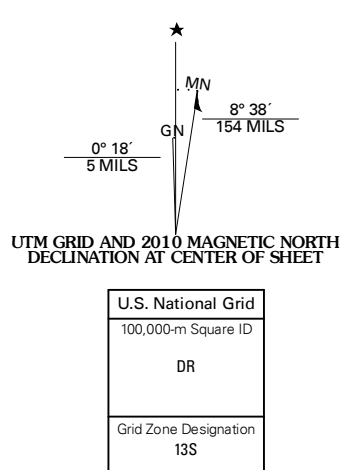 MN
8° 38´
154 MILS
GN
0° 18´
5 MILS
UTM GRID AND 2010 MAGNETIC NORTH
DECLINATION AT CENTER OF SHEET
U.S. National Grid
100,000-m Square ID
DR
Grid Zone Designation
13S